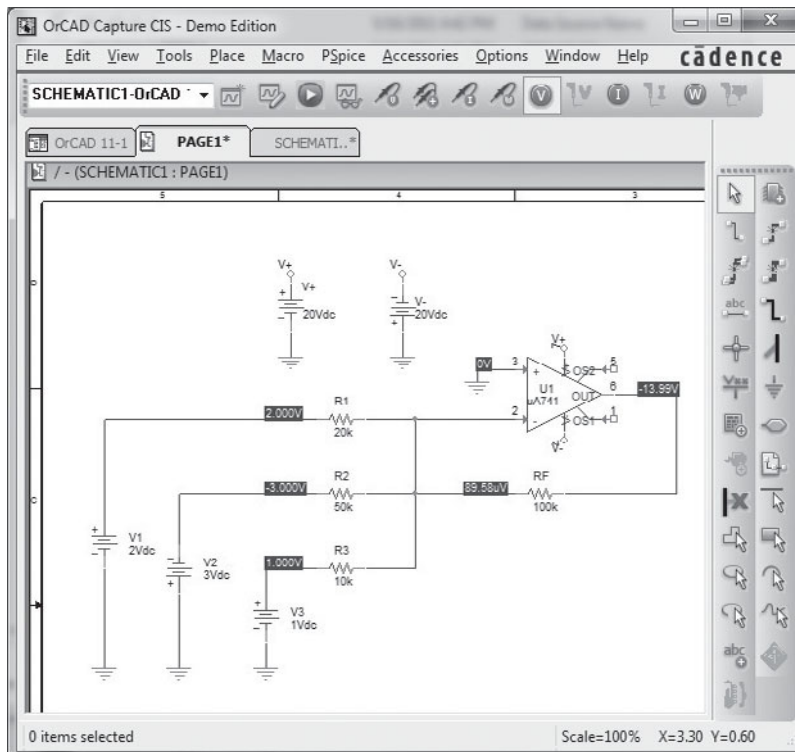 OrCAD Capture CIS - Demo Edition
File Edit View Tools Place Macro PSpice Accessories Options Window Help cādence
SCHEMATIC1-OrCAD
V I W
OrCAD 11-1 PAGE1* SCHEMATI..*
/ - (SCHEMATIC1 : PAGE1)
5 4 3
D
V+ V-
+ V+ - V-
- 20Vdc + 20Vdc
V+
0V 3 + OS2 5
U1 6 -13.99V
uA741 OUT
2 - OS1 1
V-
2.000V R1
20k
C
-3.000V R2 89.58uV RF
50k 100k
+ V1
- 2Vdc
- V2
+ 3Vdc
1.000V R3
10k
+ V3
- 1Vdc
abc
abc
0 items selected Scale=100% X=3.30 Y=0.60